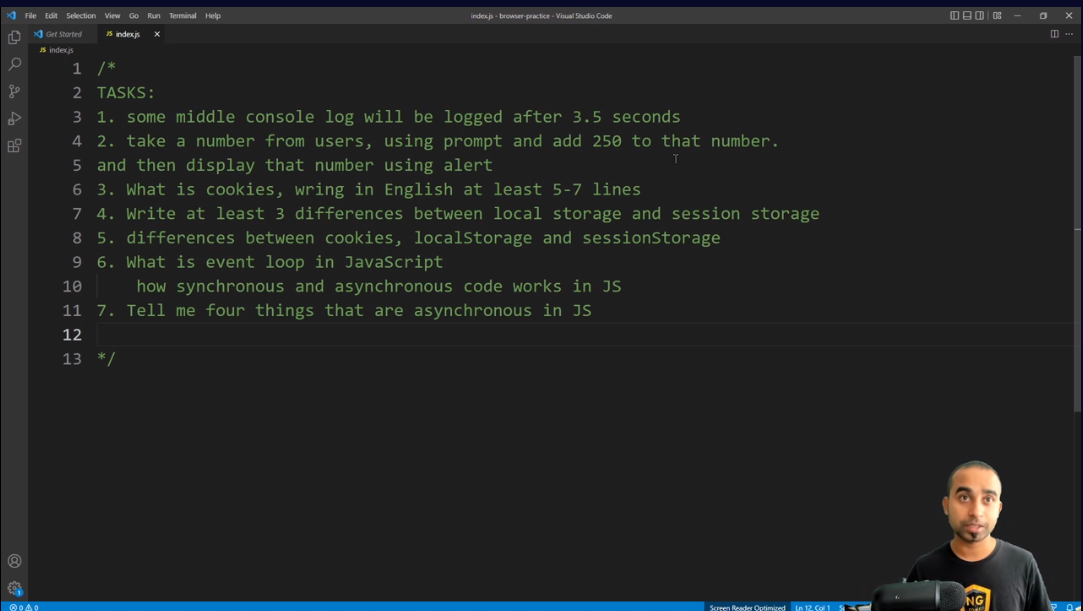 File Edit Selection View Go Run Terminal Help
index.js - browser-practice - Visual Studio Code
Get Started
JS index.js
JS index.js
1 /*
2 TASKS:
3 1. some middle console log will be logged after 3.5 seconds
4 2. take a number from users, using prompt and add 250 to that number.
5 and then display that number using alert
6 3. What is cookies, wring in English at least 5-7 lines
7 4. Write at least 3 differences between local storage and session storage
8 5. differences between cookies, localStorage and sessionStorage
9 6. What is event loop in JavaScript
10 how synchronous and asynchronous code works in JS
11 7. Tell me four things that are asynchronous in JS
12
13 */
NG
1
0 0 Screen Reader Optimized Ln 12, Col 1